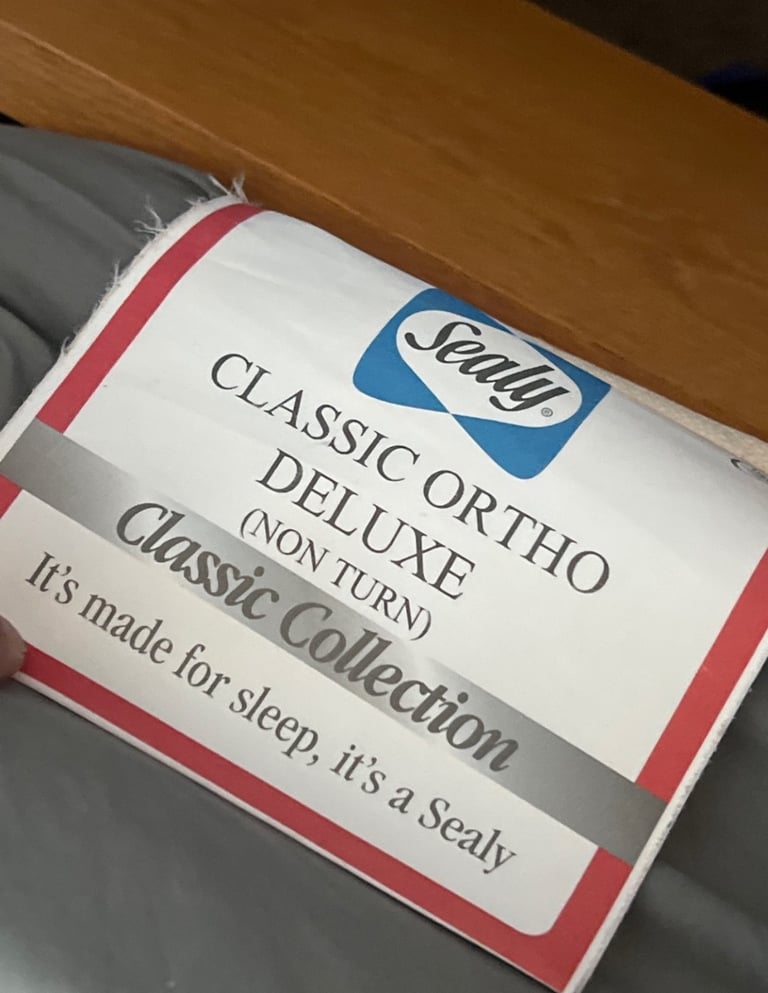 Sealy®
CLASSIC ORTHO
DELUXE
(NON TURN)
Classic Collection
It's made for sleep, it's a Sealy